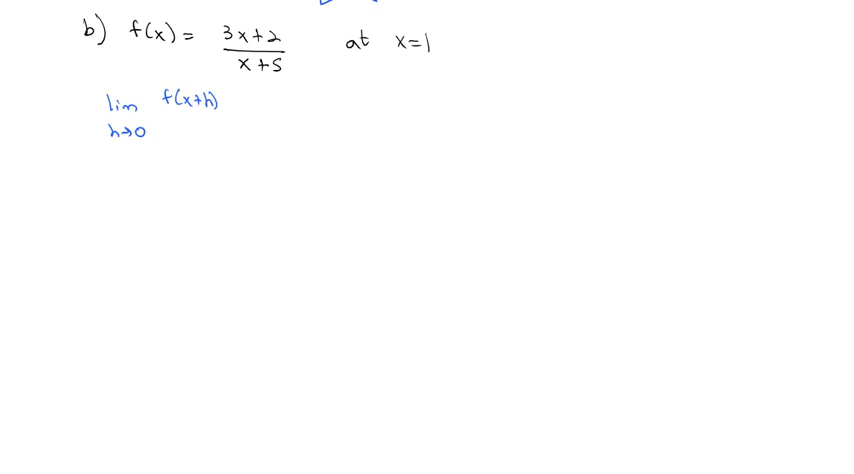 b) f(x) = 3x+2 / x+5 at x=1
lim f(x+h)
h→0